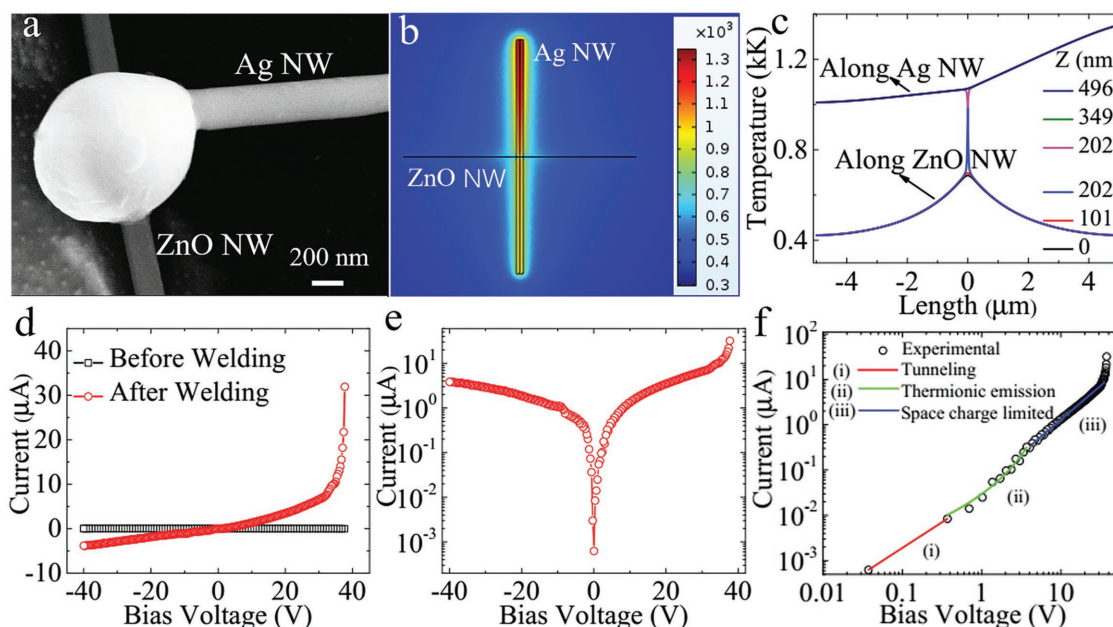 a
Ag NW
ZnO NW
200 nm
b
Ag NW
ZnO NW
×10³
1.3
1.2
1.1
1
0.9
0.8
0.7
0.6
0.5
0.4
0.3
c
Temperature (kK)
1.2
0.8
0.4
Along Ag NW
Along ZnO NW
Z (nm)
496
349
202
202
101
0
-4 -2 0 2 4
Length (μm)
d
Current (μA)
40
30
20
10
0
-10
Before Welding
After Welding
-40 -20 0 20 40
Bias Voltage (V)
e
Current (μA)
10¹
10⁰
10⁻¹
10⁻²
10⁻³
-40 -20 0 20 40
Bias Voltage (V)
f
Current (μA)
10²
10¹
10⁰
10⁻¹
10⁻²
10⁻³
Experimental
(i) Tunneling
(ii) Thermionic emission
(iii) Space charge limited
(iii)
(ii)
(i)
0.01 0.1 1 10
Bias Voltage (V)